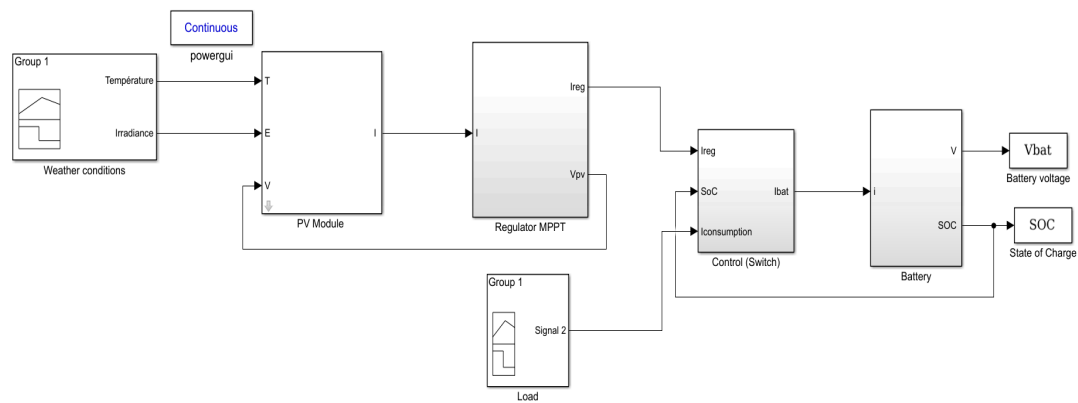 Continuous
powergui
Group 1
Température
Irradiance
Weather conditions
T
E
V
I
PV Module
I
Ireg
Vpv
Regulator MPPT
Ireg
SoC
Iconsumption
Ibat
Control (Switch)
i
V
SOC
Battery
Vbat
Battery voltage
SOC
State of Charge
Group 1
Signal 2
Load